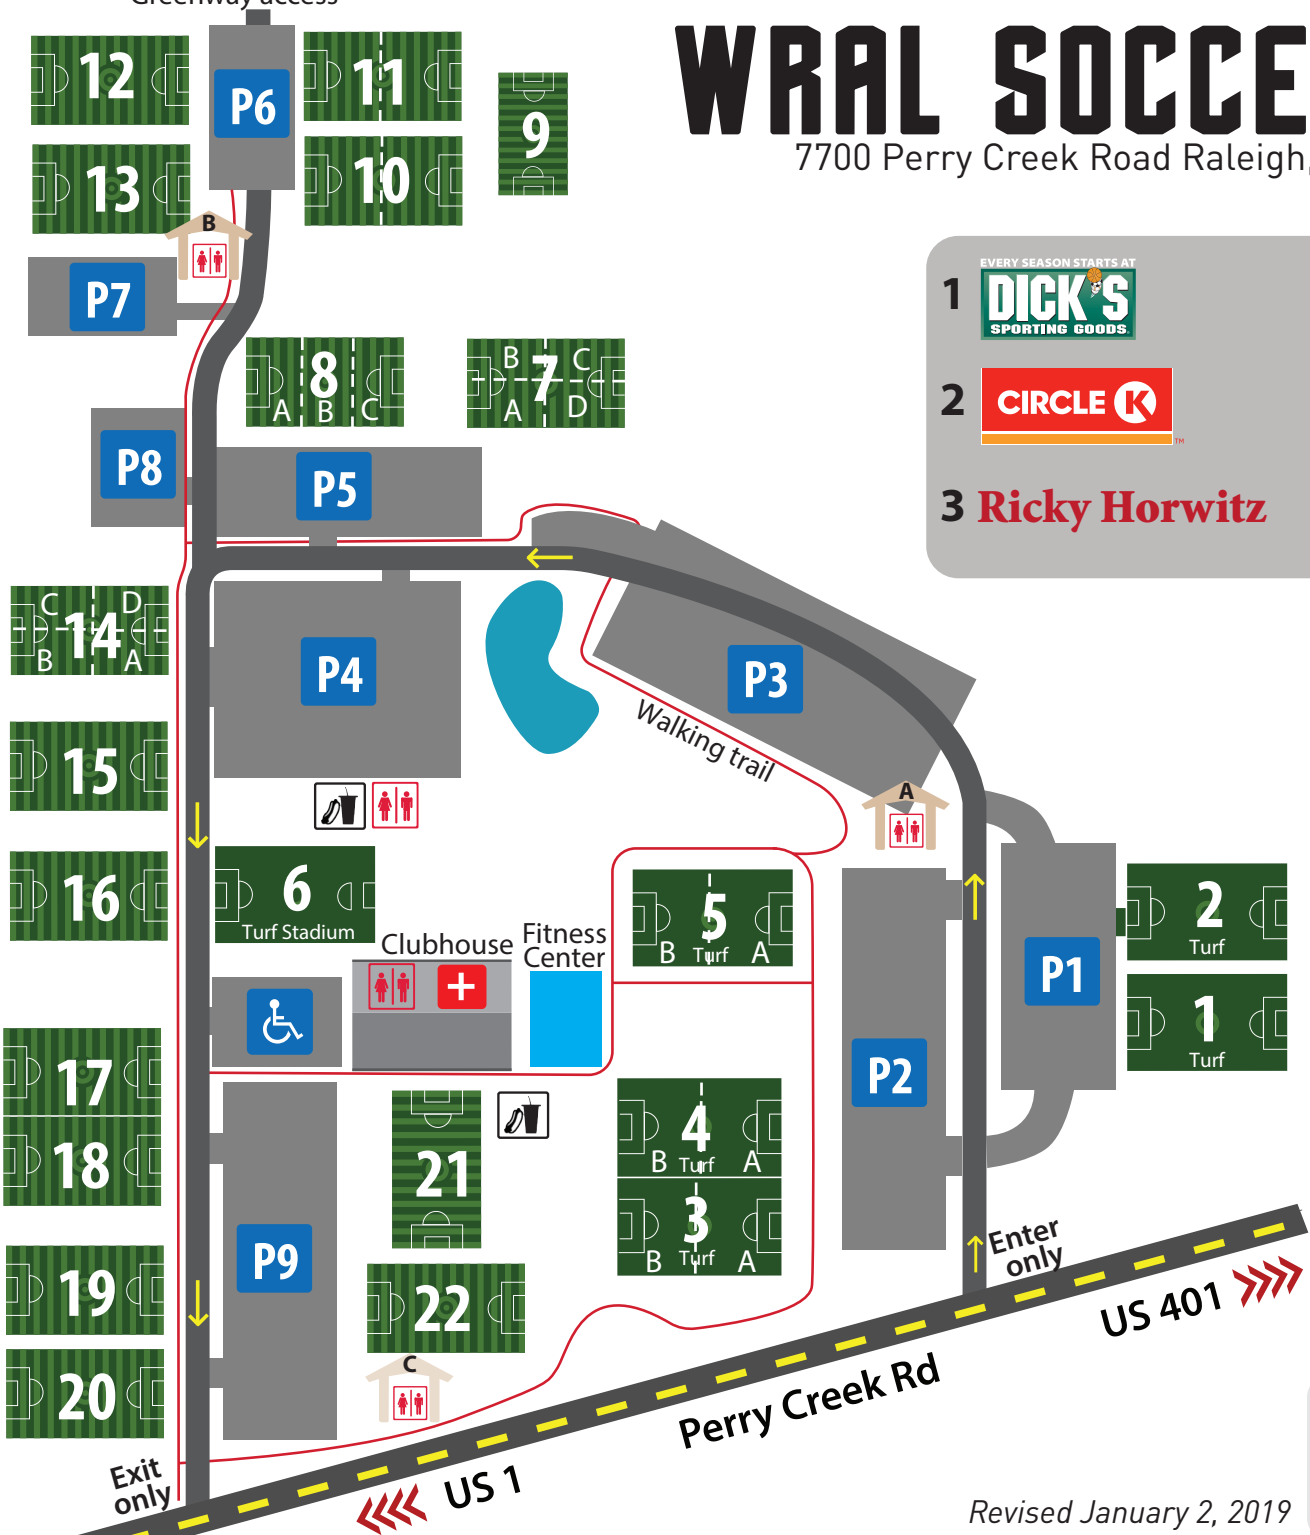 Greenway access
WRAL SOCCE
7700 Perry Creek Road Raleigh,
12
P6
11
9
13
10
B
P7
1
EVERY SEASON STARTS AT
DICK'S
SPORTING GOODS
2
CIRCLE K
TM
3 Ricky Horwitz
8
A B C
7
B C
A D
P8
P5
14
C D
B A
P4
P3
Walking trail
15
A
16
6
Turf Stadium
5
B Turf A
2
Turf
Clubhouse
Fitness
Center
P1
1
Turf
17
18
P2
4
B Turf A
21
3
B Turf A
P9
19
22
Enter
only
US 401
C
20
Perry Creek Rd
Exit
only
US 1
Revised January 2, 2019